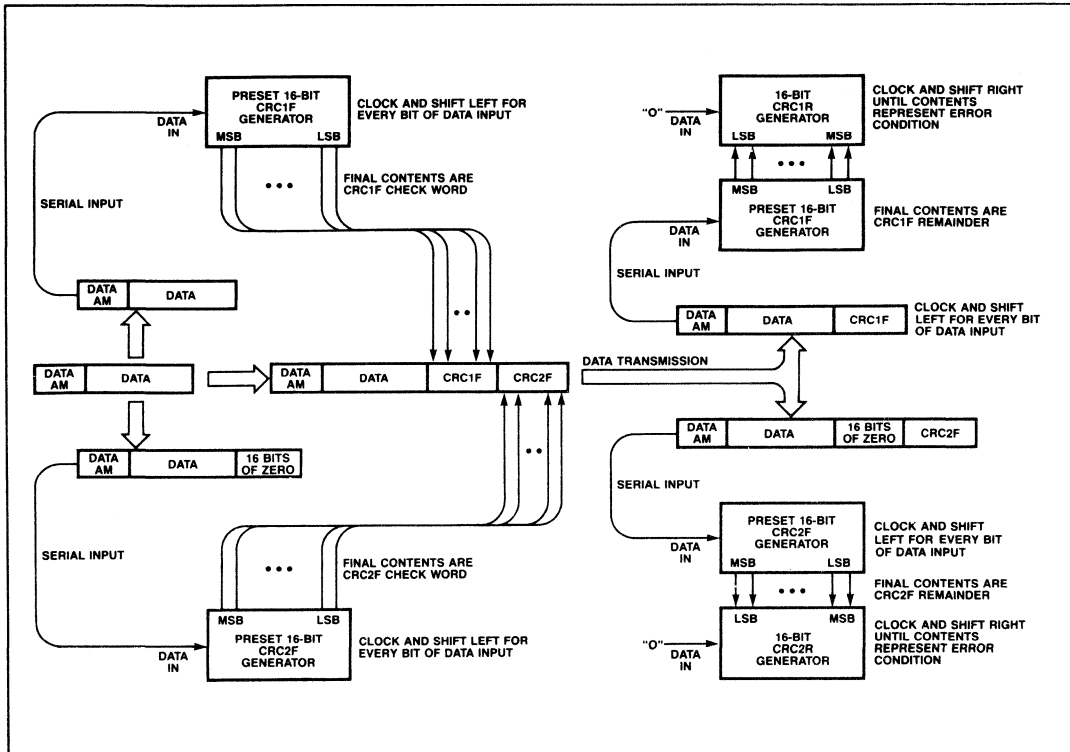 PRESET 16-BIT
CRC1F
GENERATOR
MSB LSB
DATA
IN
CLOCK AND SHIFT LEFT FOR
EVERY BIT OF DATA INPUT
FINAL CONTENTS ARE
CRC1F CHECK WORD
SERIAL INPUT
DATA
AM
DATA
DATA
AM
DATA
DATA
AM
DATA
16 BITS
OF ZERO
SERIAL INPUT
DATA
IN
FINAL CONTENTS ARE
CRC2F CHECK WORD
MSB LSB
PRESET 16-BIT
CRC2F
GENERATOR
CLOCK AND SHIFT LEFT FOR
EVERY BIT OF DATA INPUT
DATA
AM
DATA
CRC1F
CRC2F
DATA TRANSMISSION
"O"
DATA
IN
16-BIT
CRC1R
GENERATOR
LSB MSB
CLOCK AND SHIFT RIGHT
UNTIL CONTENTS
REPRESENT ERROR
CONDITION
MSB LSB
PRESET 16-BIT
CRC1F
GENERATOR
DATA
IN
FINAL CONTENTS ARE
CRC1F REMAINDER
SERIAL INPUT
DATA
AM
DATA
CRC1F
CLOCK AND SHIFT
LEFT FOR EVERY BIT
OF DATA INPUT
DATA
AM
DATA
16 BITS
OF ZERO
CRC2F
SERIAL INPUT
DATA
IN
PRESET 16-BIT
CRC2F
GENERATOR
MSB LSB
CLOCK AND SHIFT
LEFT FOR EVERY BIT
OF DATA INPUT
FINAL CONTENTS ARE
CRC2F REMAINDER
LSB MSB
16-BIT
CRC2R
GENERATOR
"O"
DATA
IN
CLOCK AND SHIFT RIGHT
UNTIL CONTENTS
REPRESENT ERROR
CONDITION